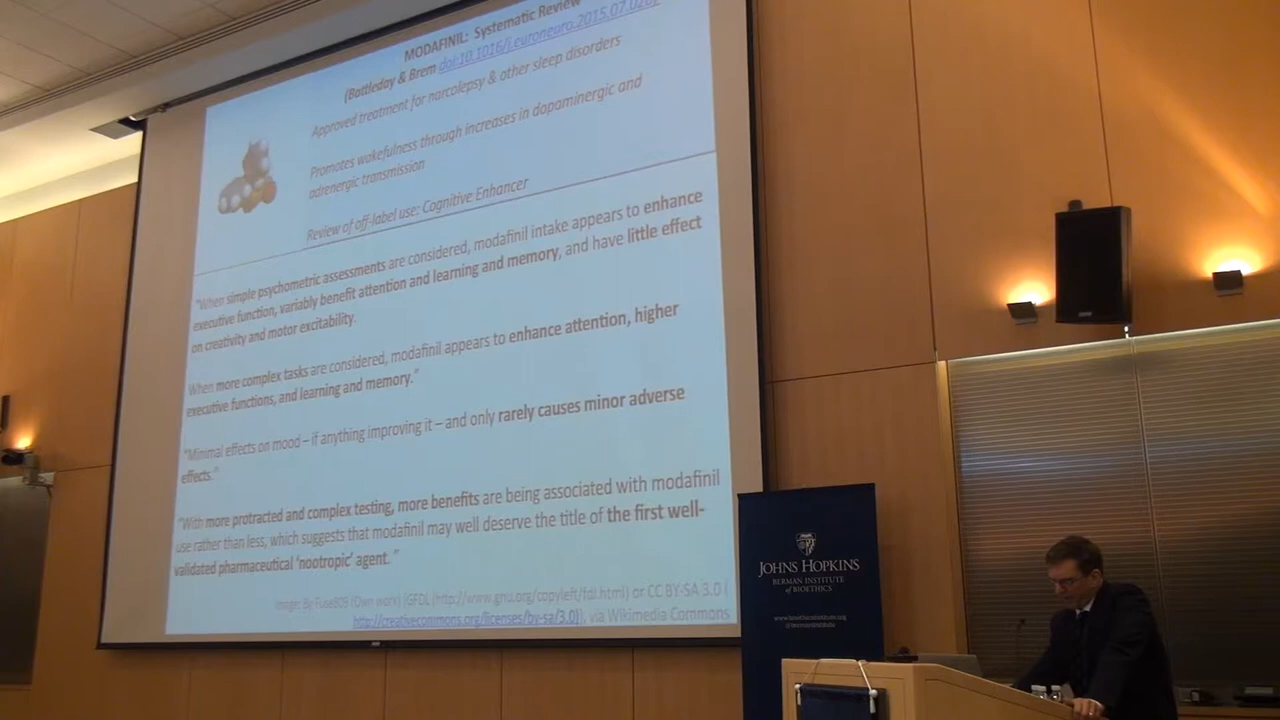 MODAFINIL: Systematic Review
(Battleday & Brem doi:10.1016/j.euroneuro.2015.07.028)
Approved treatment for narcolepsy & other sleep disorders
Promotes wakefulness through increases in dopaminergic and
adrenergic transmission
Review of off-label use: Cognitive Enhancer
"When simple psychometric assessments are considered, modafinil intake appears to enhance
executive function, variably benefit attention and learning and memory, and have little effect
on creativity and motor excitability.
When more complex tasks are considered, modafinil appears to enhance attention, higher
executive functions, and learning and memory."
"Minimal effects on mood – if anything improving it – and only rarely causes minor adverse
effects."
"With more protracted and complex testing, more benefits are being associated with modafinil
use rather than less, which suggests that modafinil may well deserve the title of the first well-
validated pharmaceutical 'nootropic' agent."
Image: By Fuse809 (Own work) [GFDL (http://www.gnu.org/copyleft/fdl.html) or CC BY-SA 3.0 (
http://creativecommons.org/licenses/by-sa/3.0)], via Wikimedia Commons
JOHNS HOPKINS
BERMAN INSTITUTE
of BIOETHICS